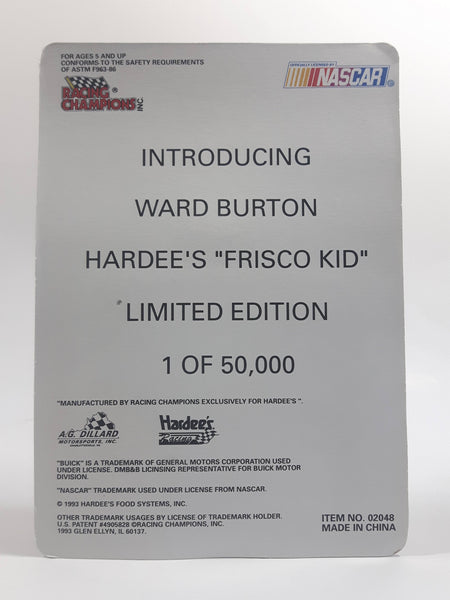 FOR AGES 5 AND UP
CONFORMS TO THE SAFETY REQUIREMENTS
OF ASTM F963-86
RACING ®
CHAMPIONS INC
OFFICIALLY LICENSED BY
NASCAR®
INTRODUCING
WARD BURTON
HARDEE'S "FRISCO KID"
LIMITED EDITION
1 OF 50,000
"MANUFACTURED BY RACING CHAMPIONS EXCLUSIVELY FOR HARDEE'S ".
A.G. DILLARD
MOTORSPORTS, INC.
Hardee's
Racing
"BUICK" IS A TRADEMARK OF GENERAL MOTORS CORPORATION USED
UNDER LICENSE. DMB&B LICNSING REPRESENTATIVE FOR BUICK MOTOR
DIVISION.
"NASCAR" TRADEMARK USED UNDER LICENSE FROM NASCAR.
© 1993 HARDEE'S FOOD SYSTEMS, INC.
OTHER TRADEMARK USAGES BY LICENSE OF TRADEMARK HOLDER.
U.S. PATENT #4905828 ©RACING CHAMPIONS, INC.
1993 GLEN ELLYN, IL 60137.
ITEM NO. 02048
MADE IN CHINA